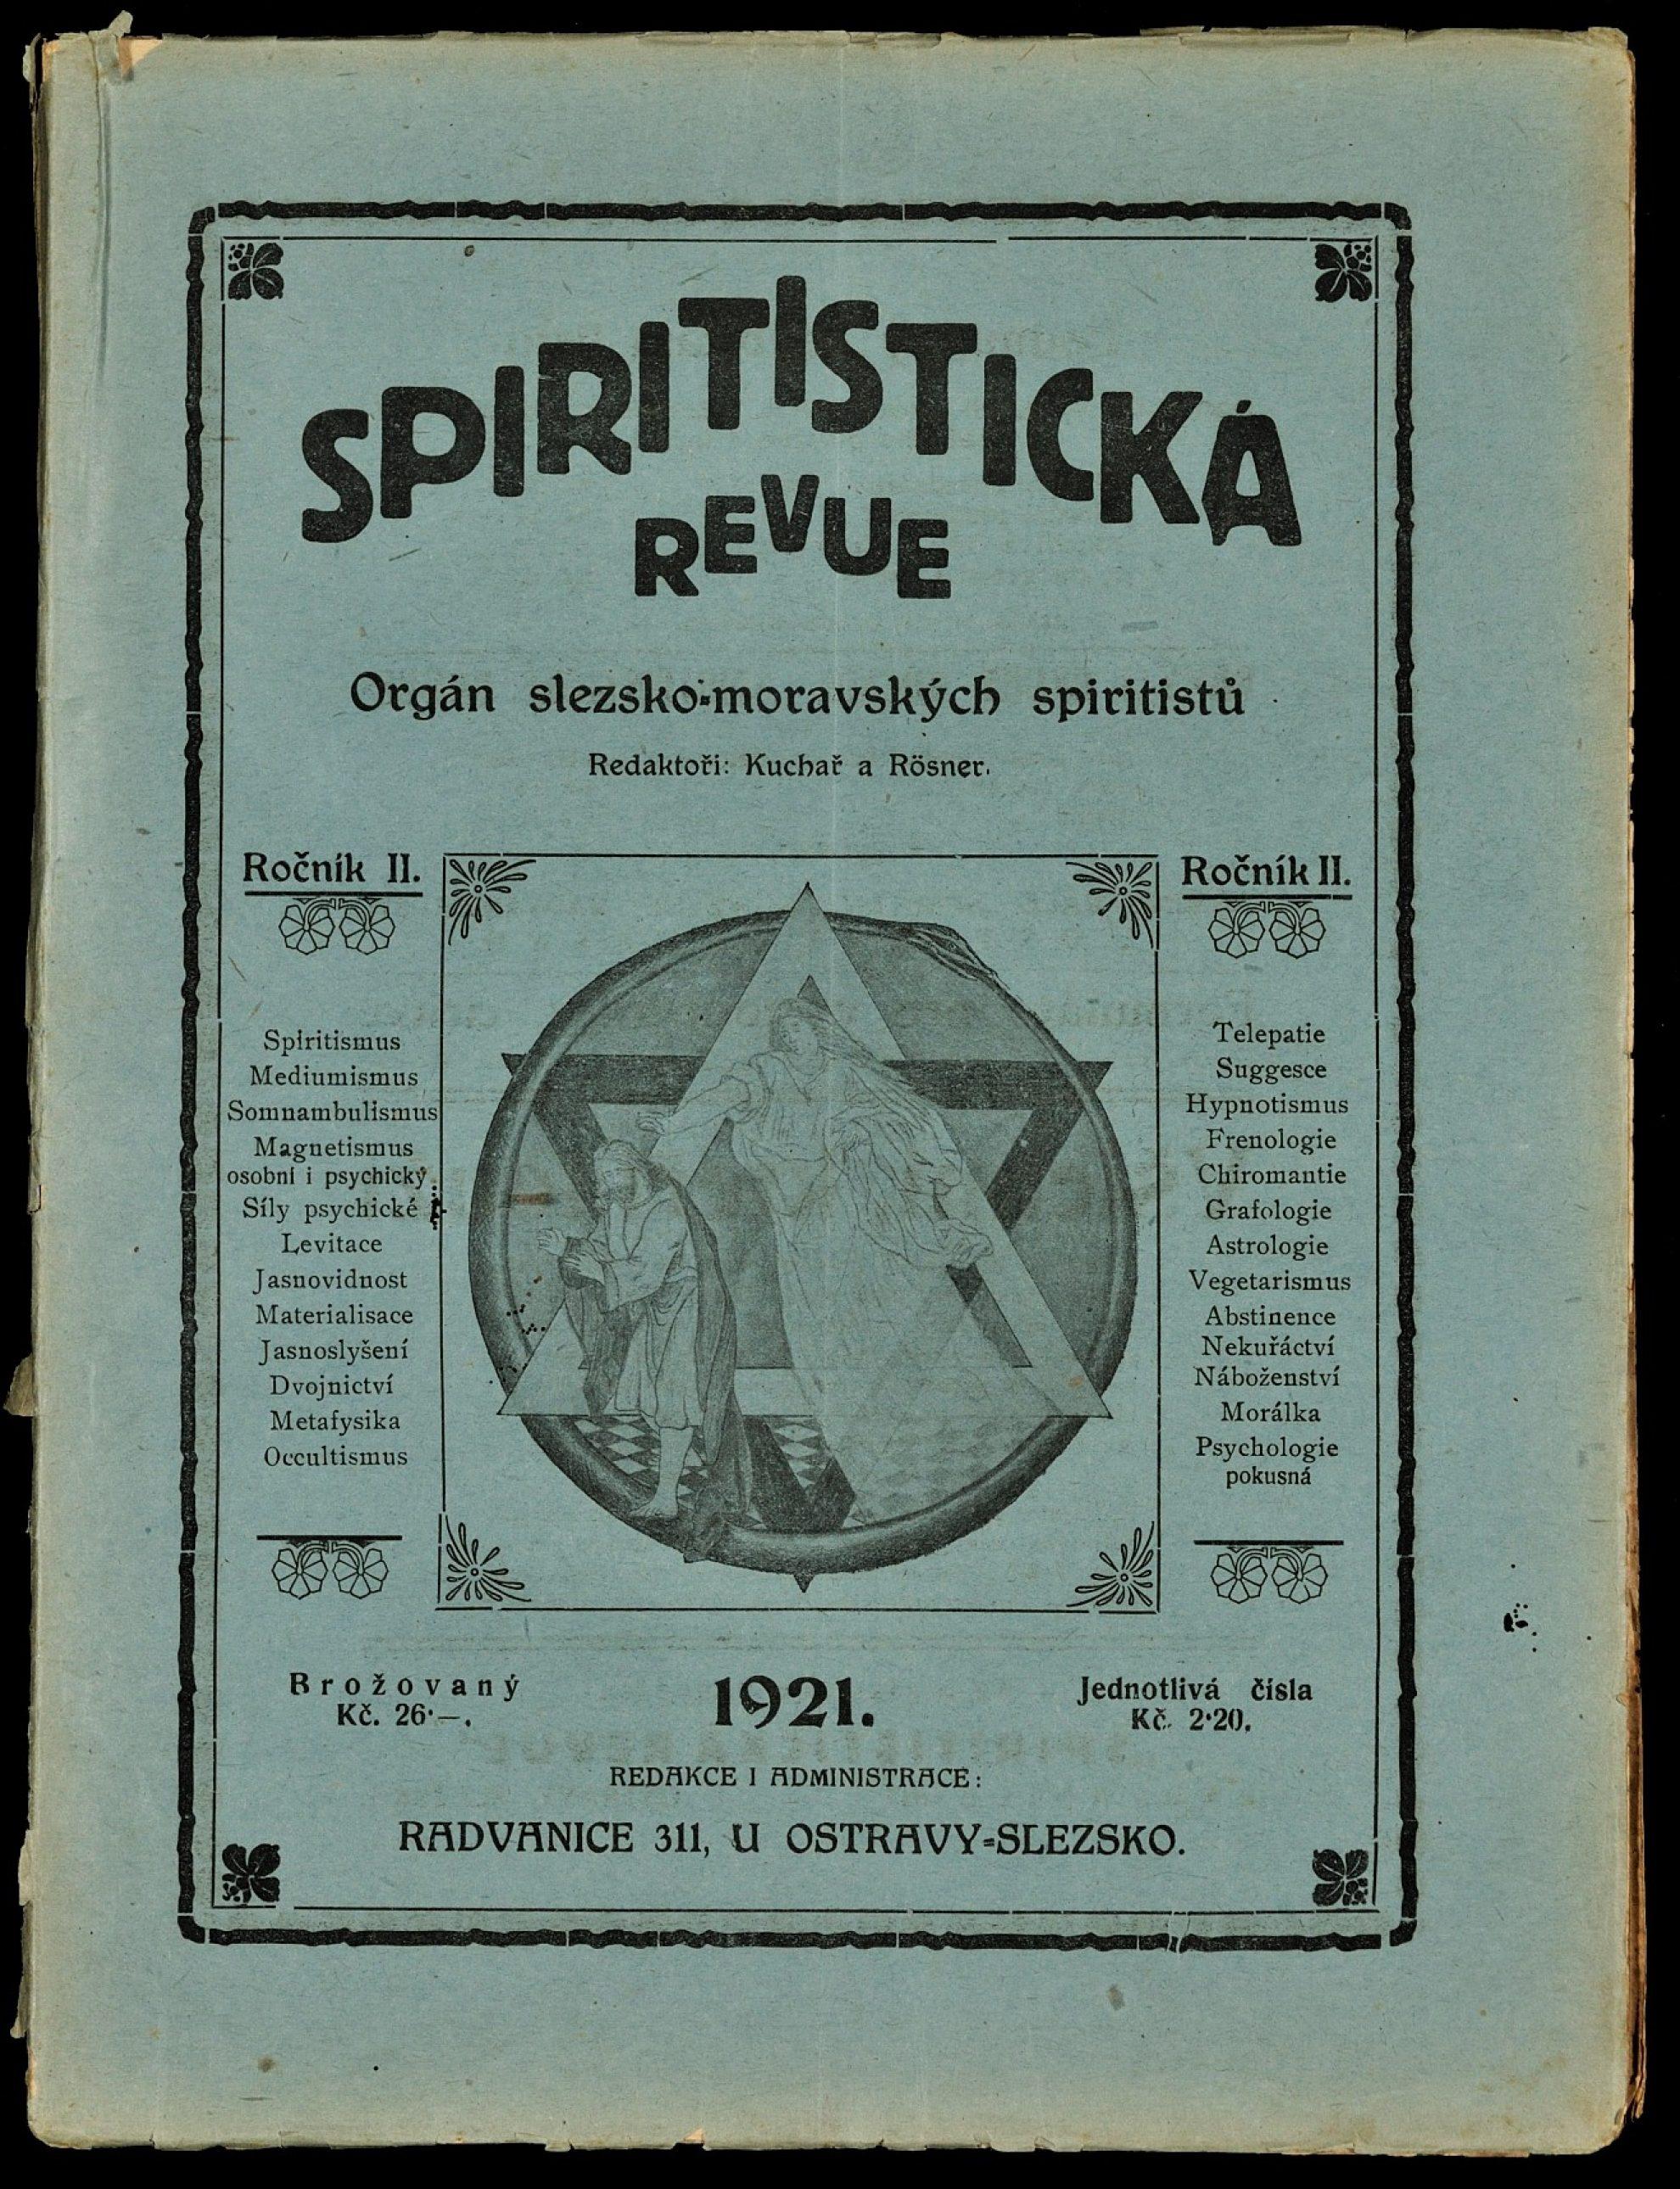 SPIRITISTICKÁ
REVUE
Orgán slezsko-moravských spiritistů
Redaktoři: Kuchař a Rösner.
Ročník II.
Ročník II.
Spiritismus
Mediumismus
Somnambulismus
Magnetismus
osobní i psychický
Síly psychické
Levitace
Jasnovidnost
Materialisace
Jasnoslyšení
Dvojnictví
Metafysika
Occultismus
Telepatie
Suggesce
Hypnotismus
Frenologie
Chiromantie
Grafologie
Astrologie
Vegetarismus
Abstinence
Nekuřáctví
Náboženství
Morálka
Psychologie
pokusná
Brožovaný
Kč. 26·—.
1921.
Jednotlivá čísla
Kč. 2·20.
REDAKCE I ADMINISTRACE:
RADVANICE 311, U OSTRAVY-SLEZSKO.